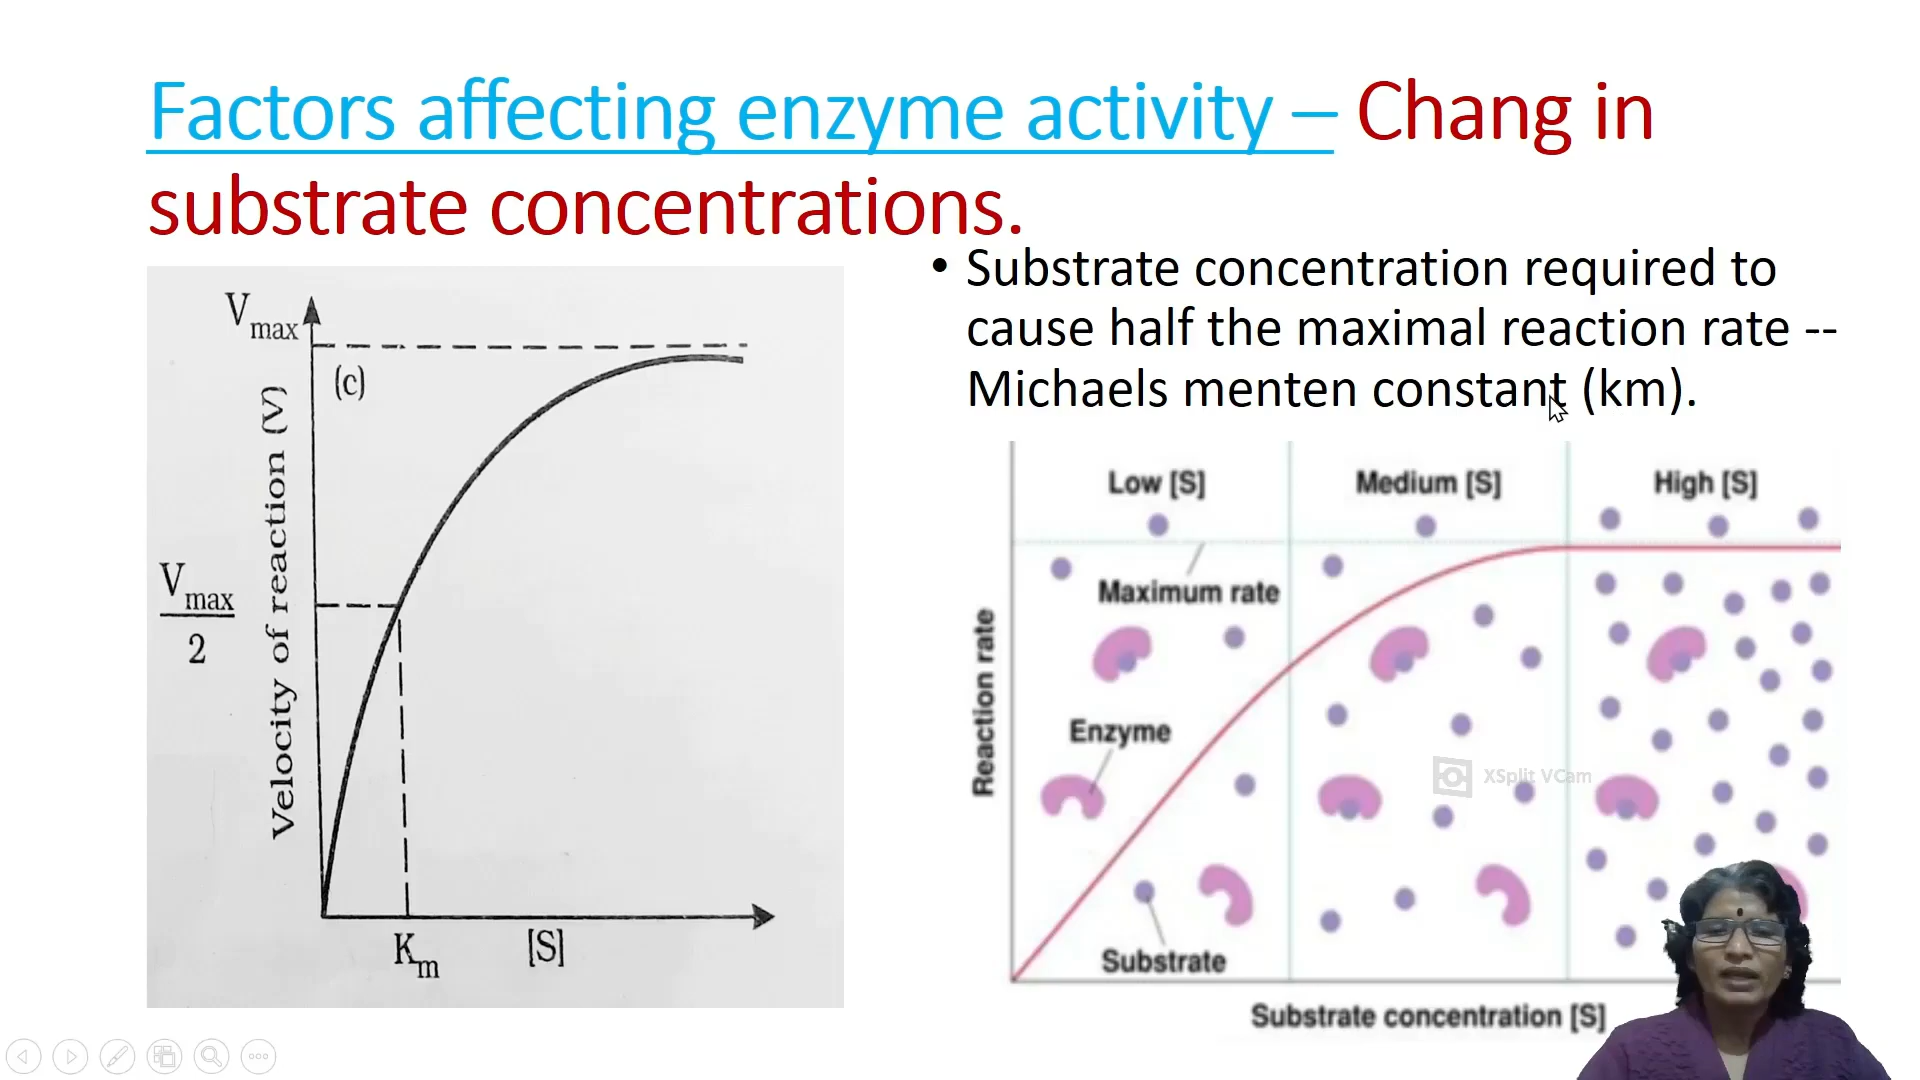 Factors affecting enzyme activity – Chang in
substrate concentrations.
• Substrate concentration required to
cause half the maximal reaction rate --
Michaels menten constant (km).
Vmax
(c)
Velocity of reaction (V)
Vmax
2
Km
[S]
Low [S]
Medium [S]
High [S]
Maximum rate
Enzyme
Substrate
Reaction rate
Substrate concentration [S]
XSplit VCam